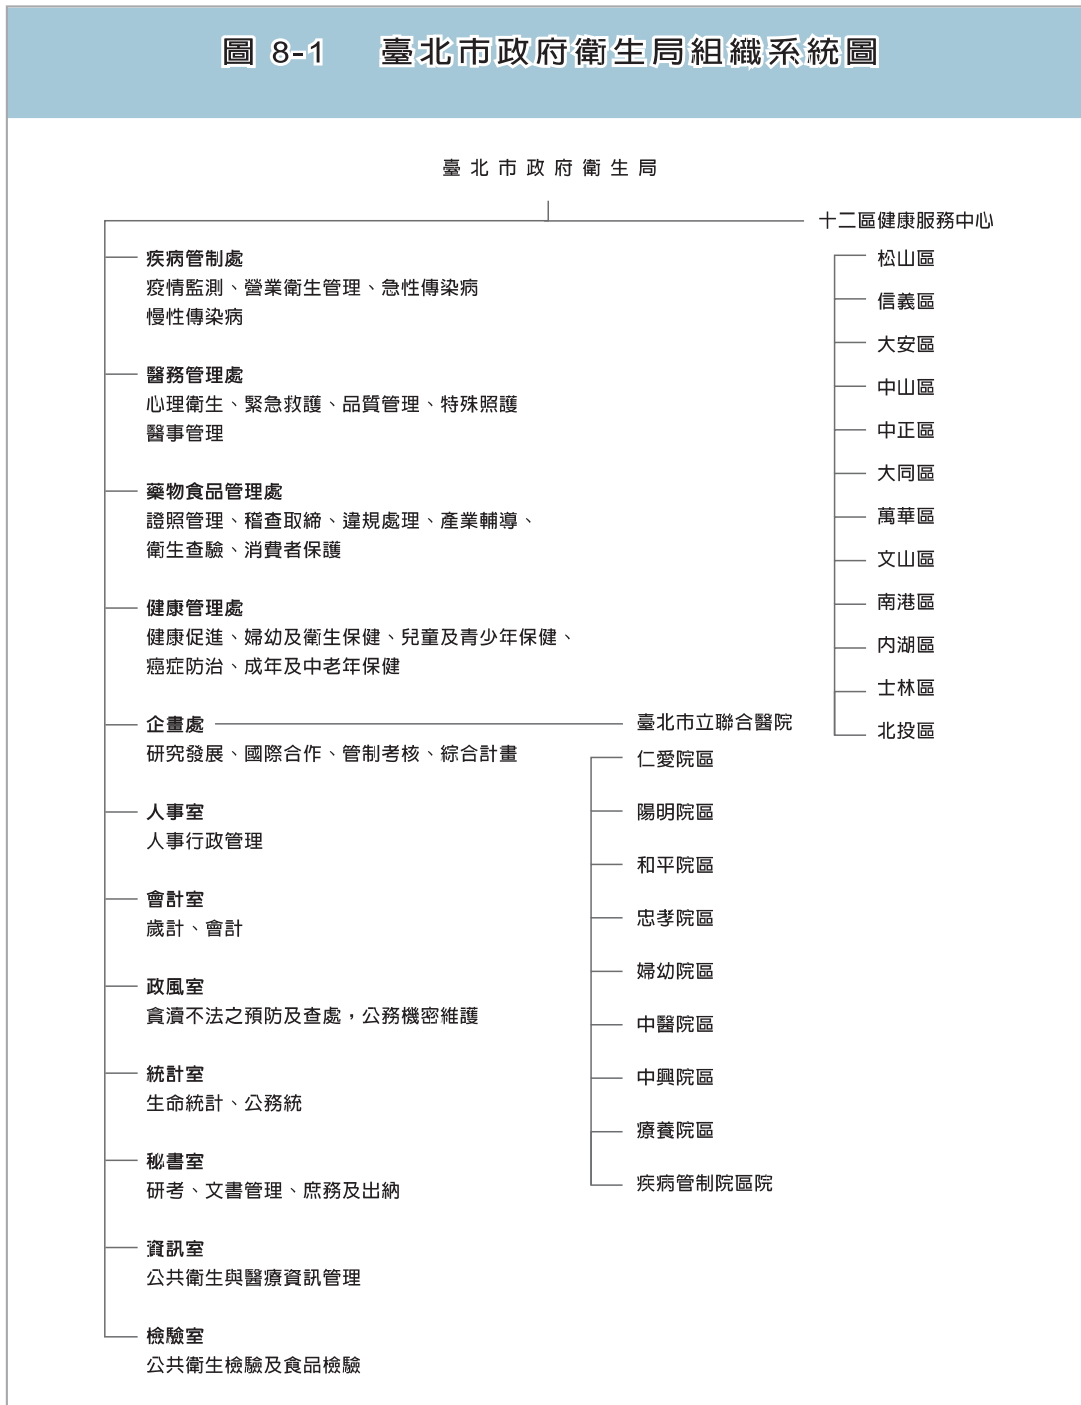 圖 8-1 臺北市政府衛生局組織系統圖
臺北市政府衛生局
疾病管制處
疫情監測、營業衛生管理、急性傳染病
慢性傳染病
醫務管理處
心理衛生、緊急救護、品質管理、特殊照護
醫事管理
藥物食品管理處
證照管理、稽查取締、違規處理、產業輔導、
衛生查驗、消費者保護
健康管理處
健康促進、婦幼及衛生保健、兒童及青少年保健、
癌症防治、成年及中老年保健
企畫處
研究發展、國際合作、管制考核、綜合計畫
人事室
人事行政管理
會計室
歲計、會計
政風室
貪瀆不法之預防及查處，公務機密維護
統計室
生命統計、公務統
秘書室
研考、文書管理、庶務及出納
資訊室
公共衛生與醫療資訊管理
檢驗室
公共衛生檢驗及食品檢驗
臺北市立聯合醫院
仁愛院區
陽明院區
和平院區
忠孝院區
婦幼院區
中醫院區
中興院區
療養院區
疾病管制院區院
十二區健康服務中心
松山區
信義區
大安區
中山區
中正區
大同區
萬華區
文山區
南港區
內湖區
士林區
北投區